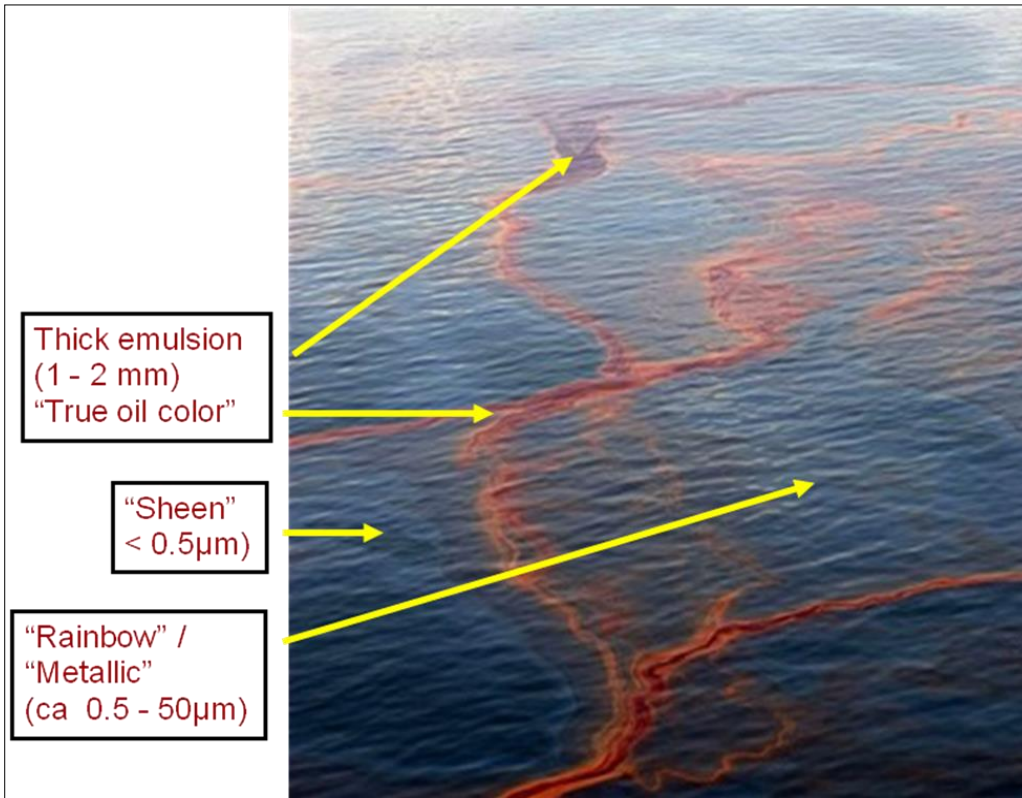 Thick emulsion
(1 - 2 mm)
“True oil color”
“Sheen”
< 0.5µm)
“Rainbow” /
“Metallic”
(ca  0.5 - 50µm)